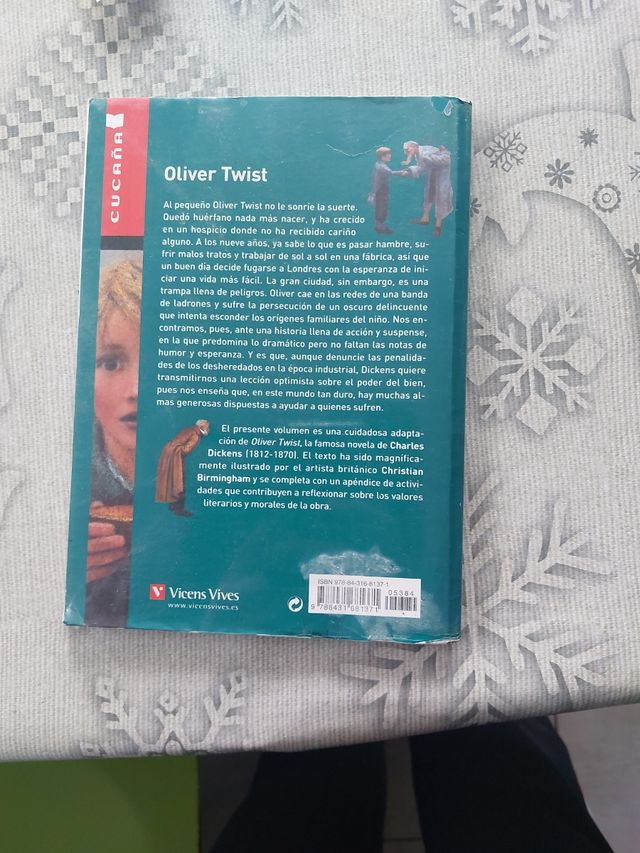 CUCAÑA
Oliver Twist
Al pequeño Oliver Twist no le sonríe la suerte.
Quedó huérfano nada más nacer, y ha crecido
en un hospicio donde no ha recibido cariño
alguno. A los nueve años, ya sabe lo que es pasar hambre, su-
frir malos tratos y trabajar de sol a sol en una fábrica, así que
un buen día decide fugarse a Londres con la esperanza de ini-
ciar una vida más fácil. La gran ciudad, sin embargo, es una
trampa llena de peligros. Oliver cae en las redes de una banda
de ladrones y sufre la persecución de un oscuro delincuente
que intenta esconder los orígenes familiares del niño. Nos en-
contramos, pues, ante una historia llena de acción y suspense,
en la que predomina lo dramático pero no faltan las notas de
humor y esperanza. Y es que, aunque denuncie las penalida-
des de los desheredados en la época industrial, Dickens quiere
transmitirnos una lección optimista sobre el poder del bien,
pues nos enseña que, en este mundo tan duro, hay muchas al-
mas generosas dispuestas a ayudar a quienes sufren.
El presente volumen es una cuidadosa adapta-
ción de Oliver Twist, la famosa novela de Charles
Dickens (1812-1870). El texto ha sido magnífica-
mente ilustrado por el artista británico Christian
Birmingham y se completa con un apéndice de activi-
dades que contribuyen a reflexionar sobre los valores
literarios y morales de la obra.
V Vicens Vives
www.vicensvives.es
ISBN 978-84-316-8137-1
05384
9 788431 681371